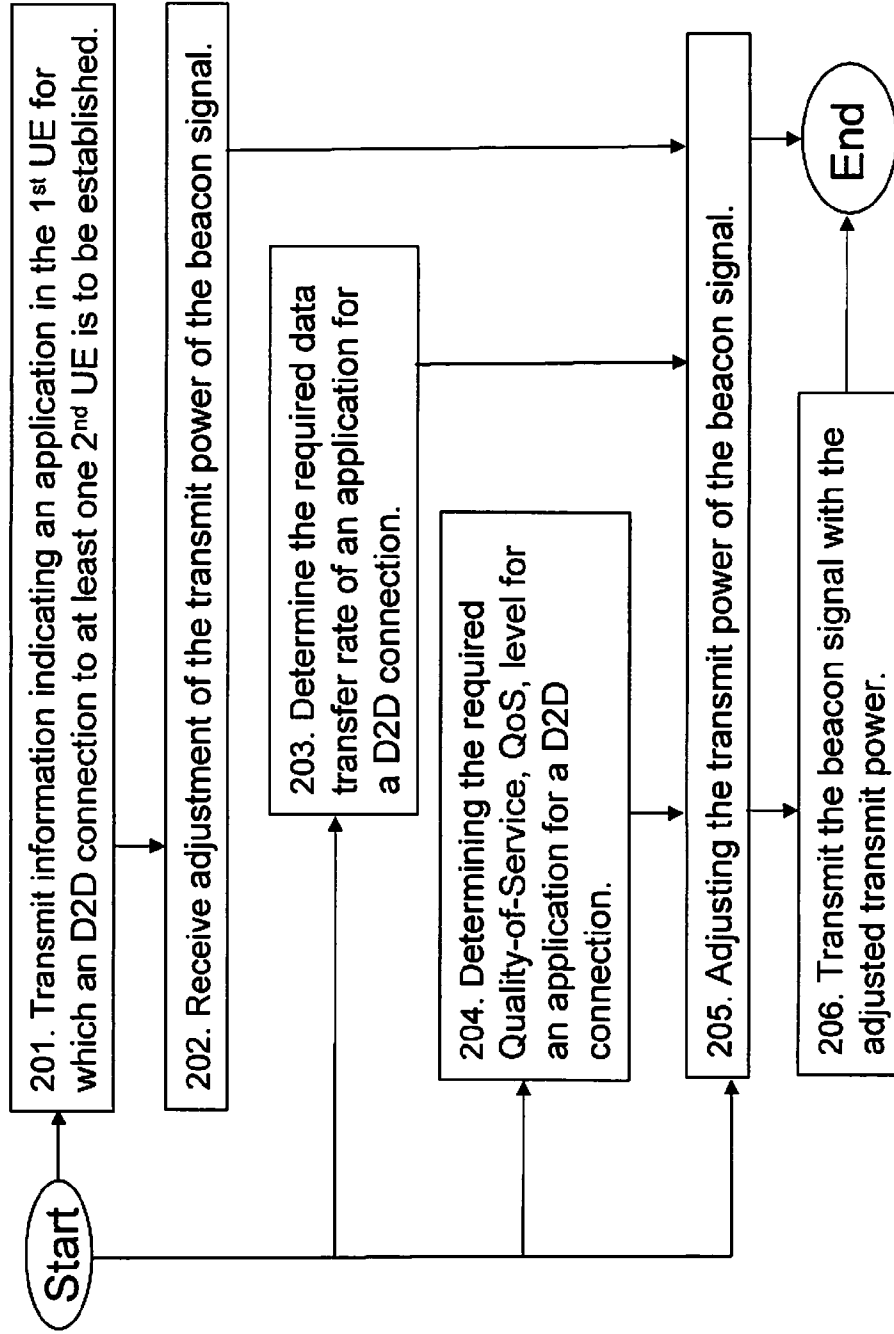 Start
201. Transmit information indicating an application in the 1st UE for
which an D2D connection to at least one 2nd UE is to be established.
202. Receive adjustment of the transmit power of the beacon signal.
203. Determine the required data
transfer rate of an application for
a D2D connection.
204. Determining the required
Quality-of-Service, QoS, level for
an application for a D2D
connection.
205. Adjusting the transmit power of the beacon signal.
206. Transmit the beacon signal with the
adjusted transmit power.
End